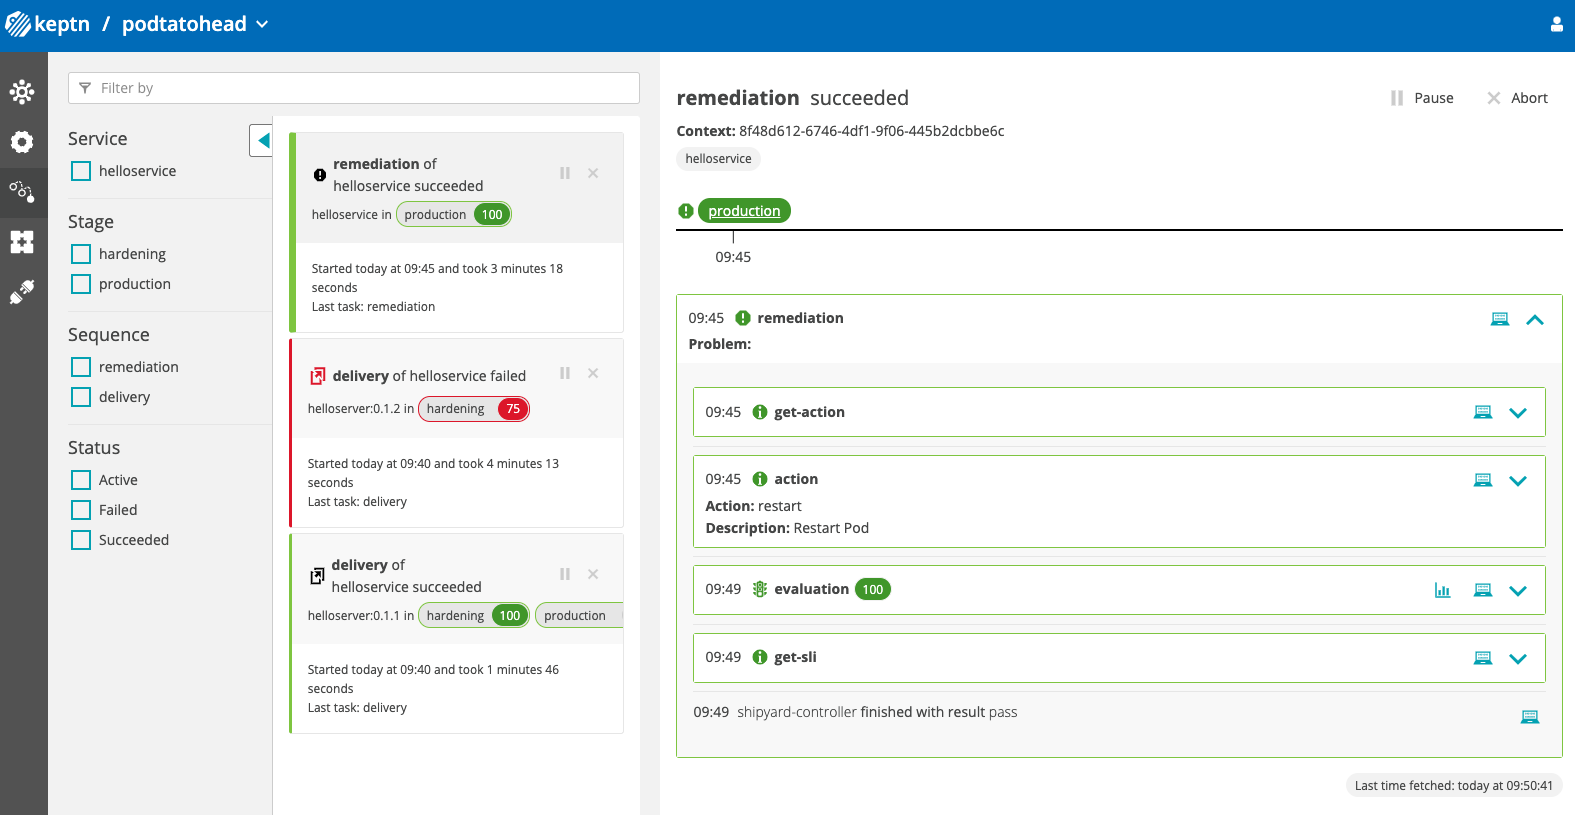 keptn / podtatohead
Filter by
Service
helloservice
Stage
hardening
production
Sequence
remediation
delivery
Status
Active
Failed
Succeeded
remediation of
helloservice succeeded
helloservice in production 100
Started today at 09:45 and took 3 minutes 18
seconds
Last task: remediation
delivery of helloservice failed
helloserver:0.1.2 in hardening 75
Started today at 09:40 and took 4 minutes 13
seconds
Last task: delivery
delivery of
helloservice succeeded
helloserver:0.1.1 in hardening 100 production
Started today at 09:40 and took 1 minutes 46
seconds
Last task: delivery
remediation succeeded
Pause
Abort
Context: 8f48d612-6746-4df1-9f06-445b2dcbbe6c
helloservice
production
09:45
09:45 remediation
Problem:
09:45 get-action
09:45 action
Action: restart
Description: Restart Pod
09:49 evaluation 100
09:49 get-sli
09:49 shipyard-controller finished with result pass
Last time fetched: today at 09:50:41